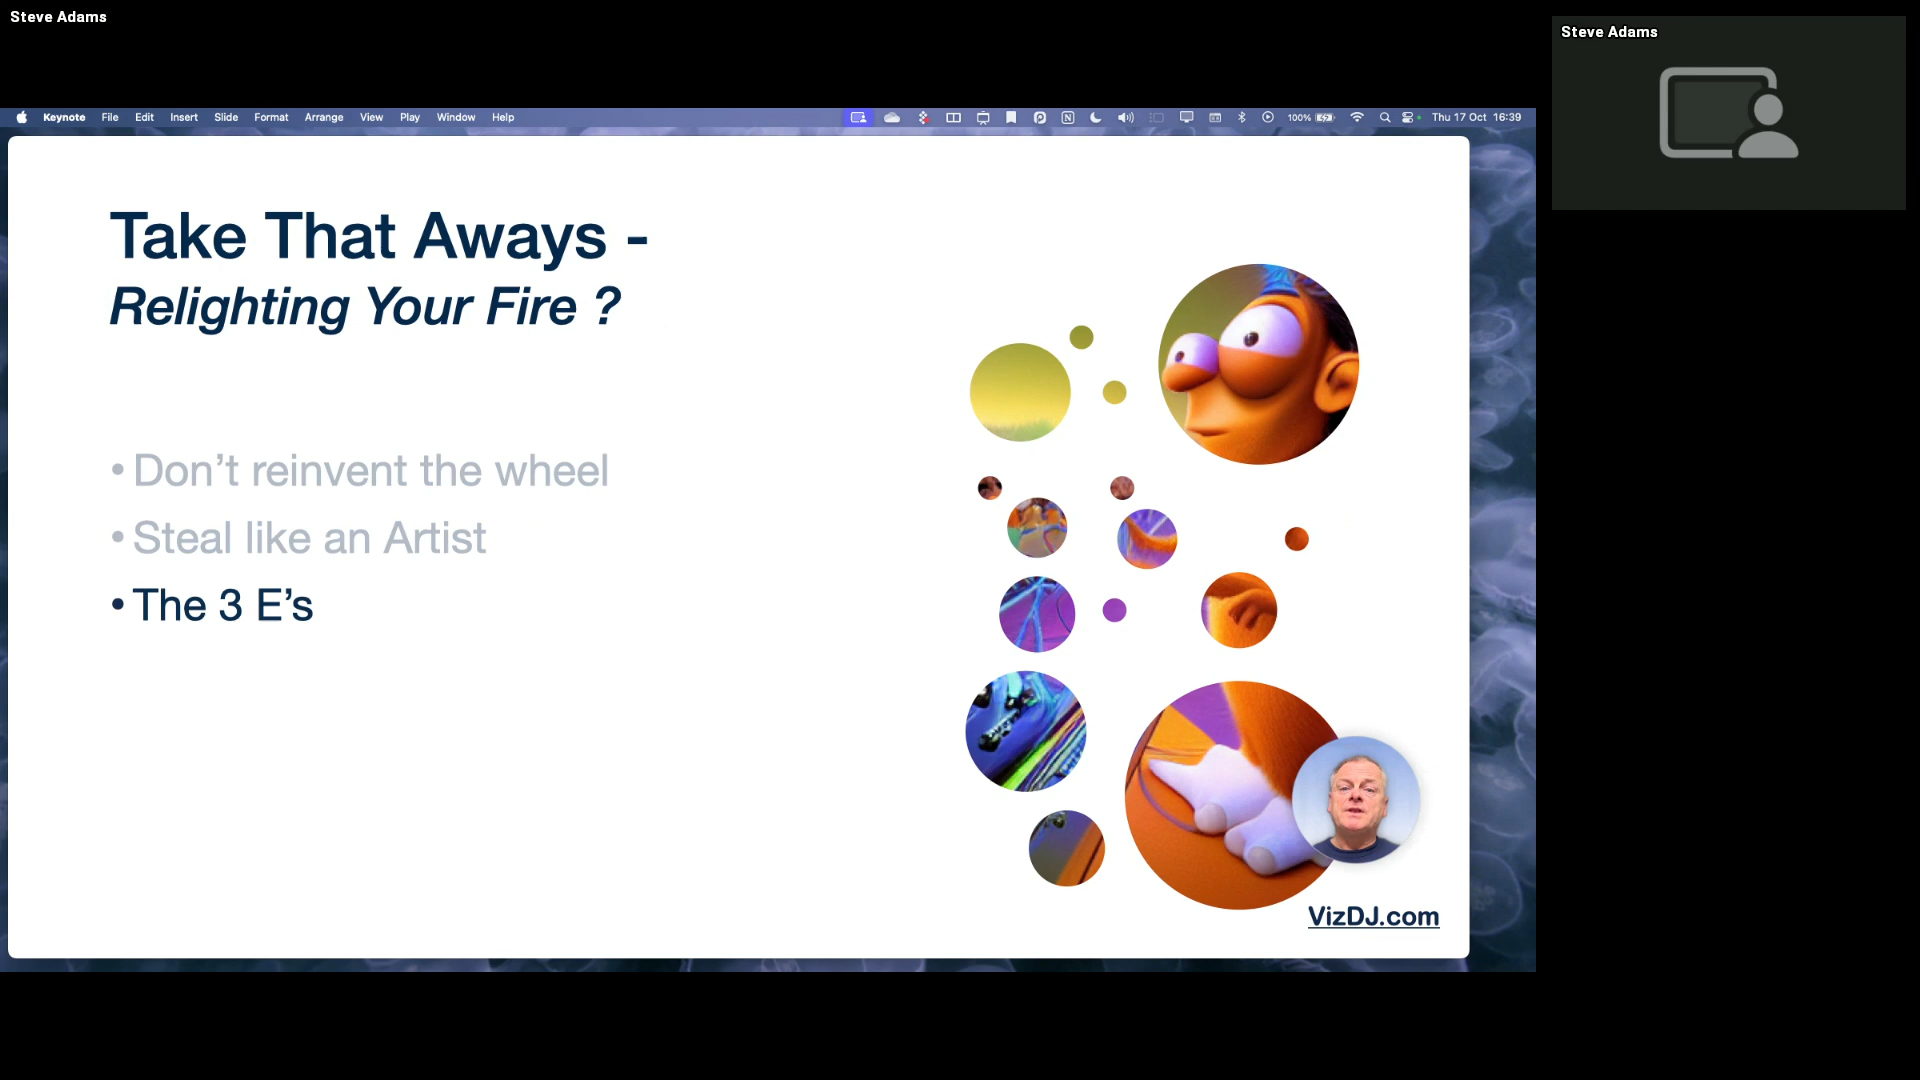 Steve Adams
Steve Adams
Keynote File Edit Insert Slide Format Arrange View Play Window Help 100% Thu 17 Oct 16:39
Take That Aways -
Relighting Your Fire ?
• Don’t reinvent the wheel
• Steal like an Artist
• The 3 E’s
VizDJ.com